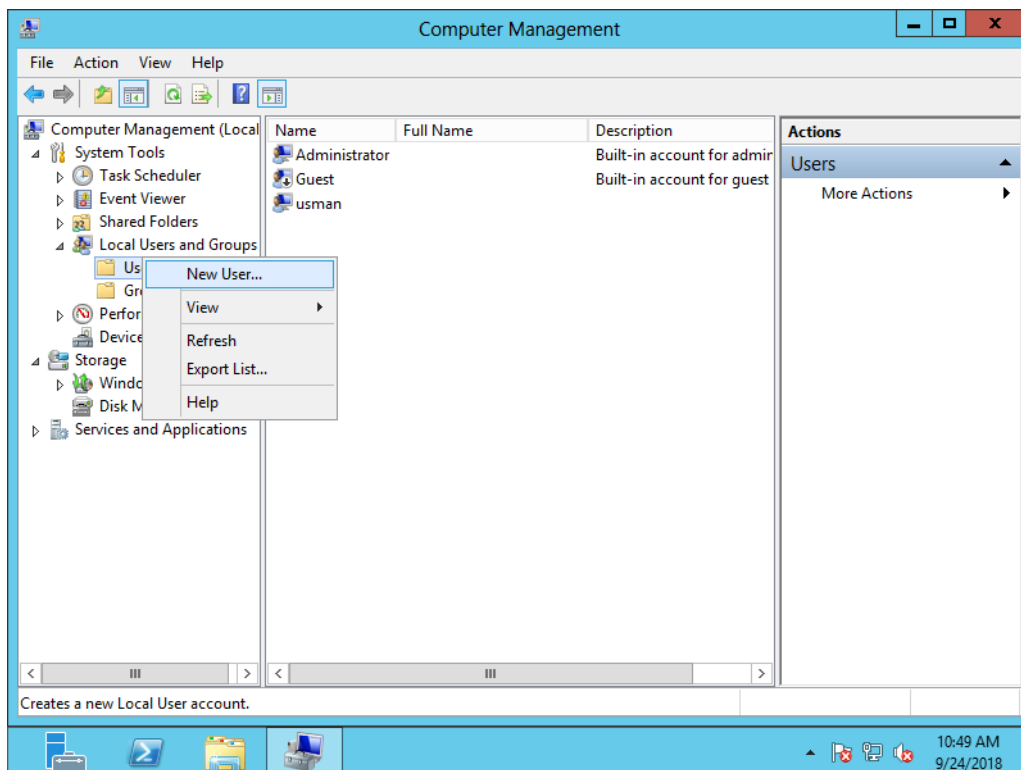 Computer Management
File Action View Help
Computer Management (Local
System Tools
Task Scheduler
Event Viewer
Shared Folders
Local Users and Groups
Us
Gr
Perfor
Device
Storage
Windo
Disk M
Services and Applications
New User...
View
Refresh
Export List...
Help
Name Full Name Description
Administrator Built-in account for admin
Guest Built-in account for guest
usman
Actions
Users
More Actions
Creates a new Local User account.
10:49 AM
9/24/2018